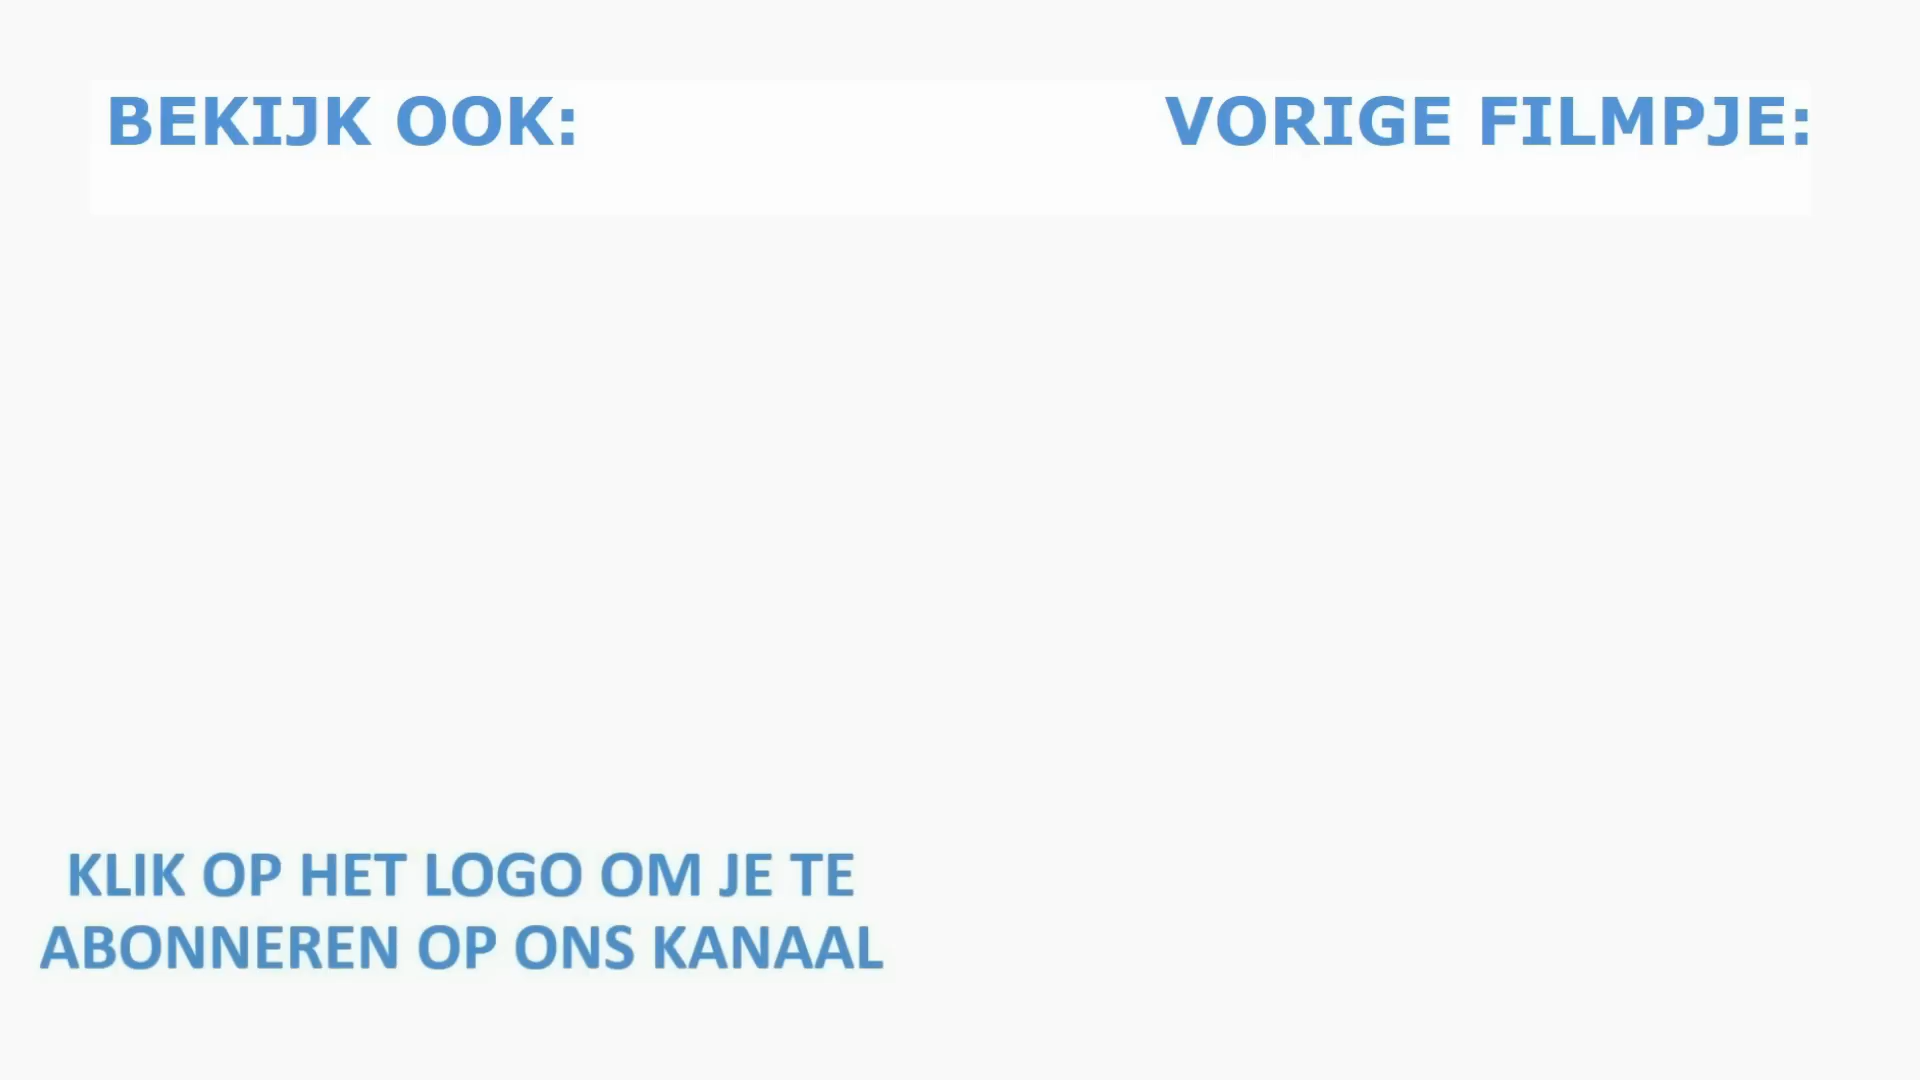 BEKIJK OOK:
VORIGE FILMPJE:
KLIK OP HET LOGO OM JE TE
ABONNEREN OP ONS KANAAL